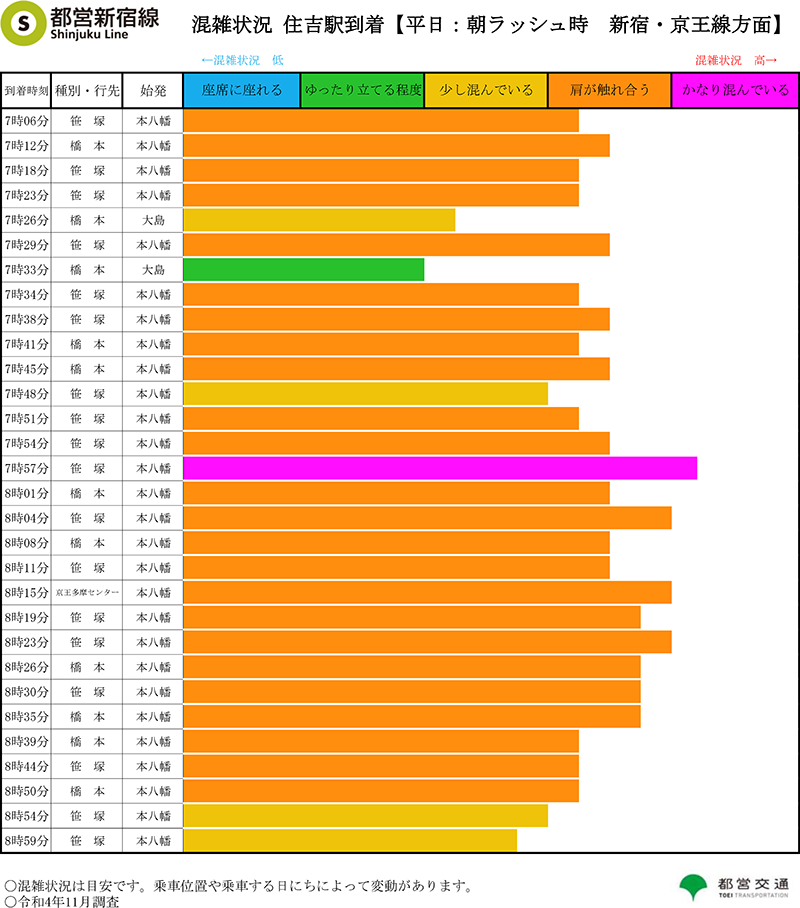 S 都営新宿線
Shinjuku Line
混雑状況 住吉駅到着【平日：朝ラッシュ時 新宿・京王線方面】
←混雑状況 低
混雑状況 高→
到着時刻 種別・行先 始発 座席に座れる ゆったり立てる程度 少し混んでいる 肩が触れ合う かなり混んでいる
7時06分 笹 塚 本八幡
7時12分 橋 本 本八幡
7時18分 笹 塚 本八幡
7時23分 笹 塚 本八幡
7時26分 橋 本 大島
7時29分 笹 塚 本八幡
7時33分 橋 本 大島
7時34分 笹 塚 本八幡
7時38分 笹 塚 本八幡
7時41分 橋 本 本八幡
7時45分 橋 本 本八幡
7時48分 笹 塚 本八幡
7時51分 笹 塚 本八幡
7時54分 笹 塚 本八幡
7時57分 笹 塚 本八幡
8時01分 橋 本 本八幡
8時04分 笹 塚 本八幡
8時08分 橋 本 本八幡
8時11分 笹 塚 本八幡
8時15分 京王多摩センター 本八幡
8時19分 笹 塚 本八幡
8時23分 笹 塚 本八幡
8時26分 橋 本 本八幡
8時30分 笹 塚 本八幡
8時35分 橋 本 本八幡
8時39分 橋 本 本八幡
8時44分 笹 塚 本八幡
8時50分 橋 本 本八幡
8時54分 笹 塚 本八幡
8時59分 笹 塚 本八幡
○混雑状況は目安です。乗車位置や乗車する日にちによって変動があります。
○令和4年11月調査
都営交通
TOEI TRANSPORTATION